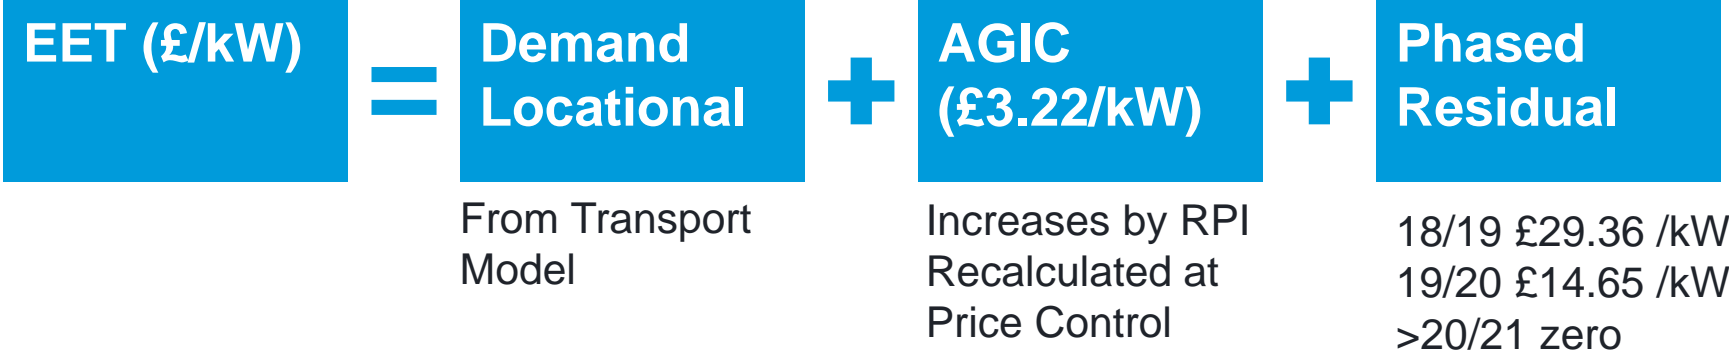 EET (£/kW)
=
Demand
Locational
+
AGIC
(£3.22/kW)
+
Phased
Residual
From Transport
Model
Increases by RPI
Recalculated at
Price Control
18/19 £29.36 /kW
19/20 £14.65 /kW
>20/21 zero